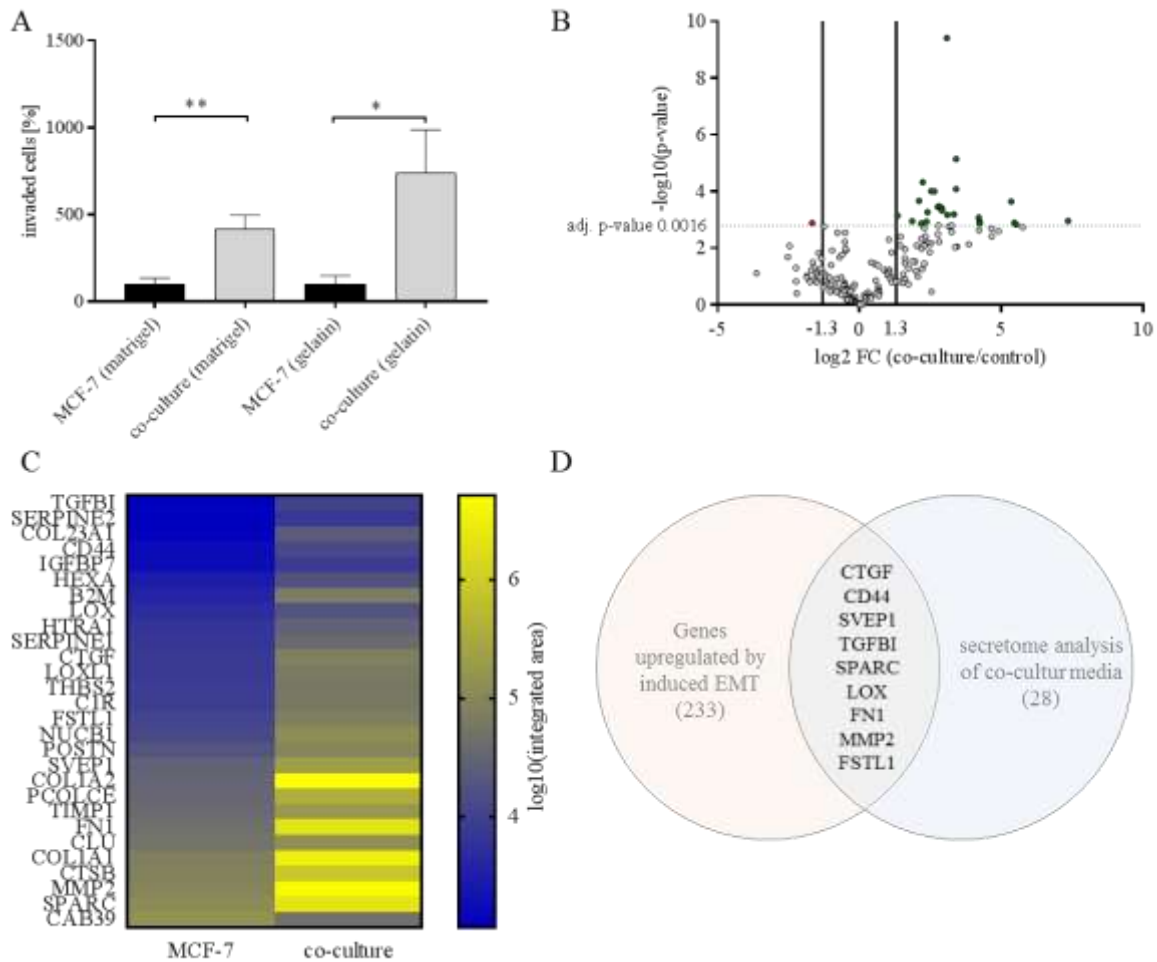 A
1500
1000
500
0
invaded cells [%]
**
*
MCF-7 (matrigel)
co-culture (matrigel)
MCF-7 (gelatin)
co-culture (gelatin)
B
10
8
6
4
2
0
-log10(p-value)
adj. p-value 0.0016
-5
-1.3
0
1.3
5
10
log2 FC (co-culture/control)
C
TGFBI
SERPINE2
COL23A1
CD44
IGFBP7
HEXA
B2M
LOX
HTRA1
SERPINE1
CTGF
LOXL1
THBS2
C1R
FSTL1
NUCB1
POSTN
SVEP1
COL1A2
PCOLCE
TIMP1
FN1
CLU
COL1A1
CTSB
MMP2
SPARC
CAB39
MCF-7
co-culture
6
5
4
log10(integrated area)
D
Genes
upregulated by
induced EMT
(233)
CTGF
CD44
SVEP1
TGFBI
SPARC
LOX
FN1
MMP2
FSTL1
secretome analysis
of co-cultur media
(28)